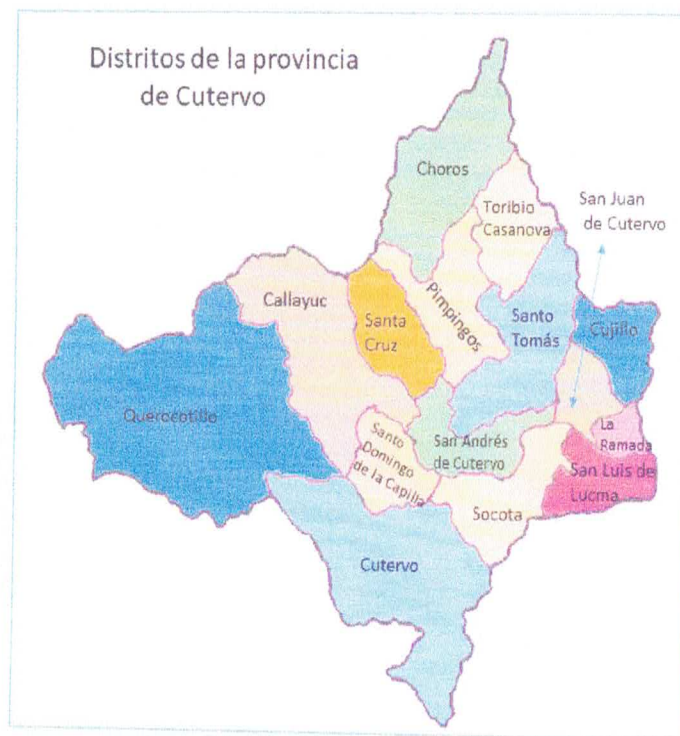 Distritos de la provincia
de Cutervo
Choros
Toribio
Casanova
San Juan
de Cutervo
Callayuc
Santa
Cruz
Pimpingos
Santo
Tomás
Cujillo
Querocotillo
Santo
Domingo
de la Capilla
San Andrés
de Cutervo
La
Ramada
San Luis de
Lucma
Socota
Cutervo